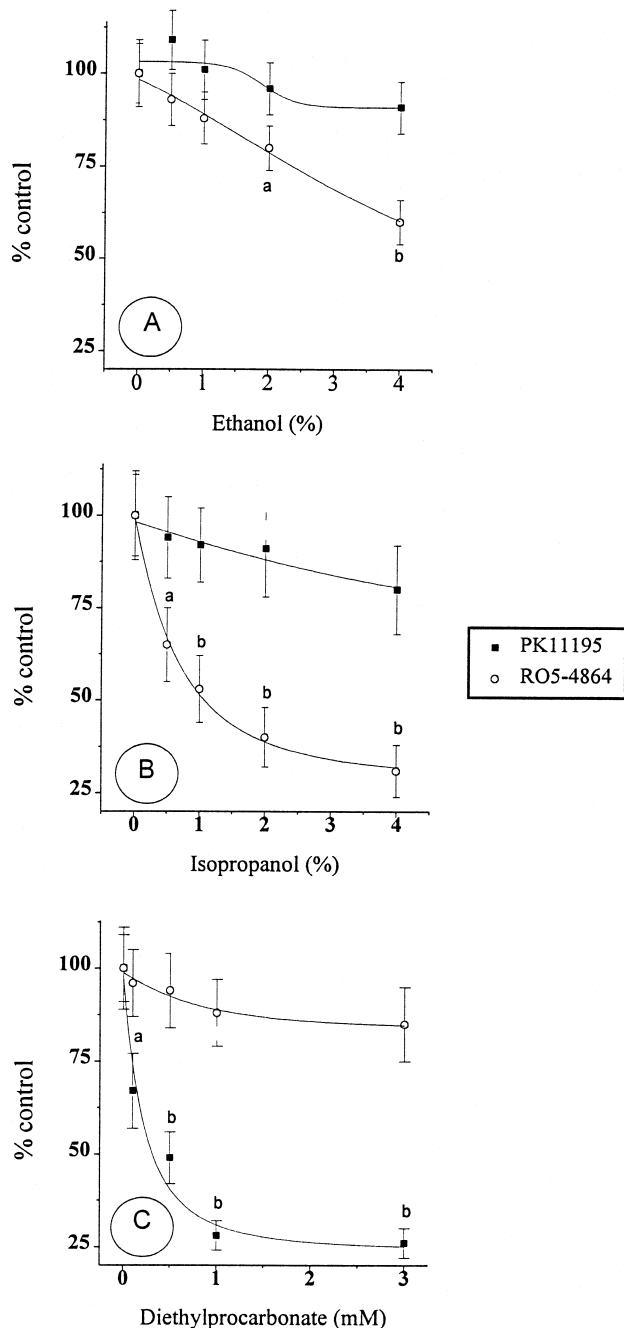 100
75
50
25
% control
a
b
A
0 1 2 3 4
Ethanol (%)
100
75
50
25
% control
a
b
b
b
B
0 1 2 3 4
Isopropanol (%)
PK11195
RO5-4864
100
75
50
25
% control
a
b
b
b
C
0 1 2 3
Diethylprocarbonate (mM)